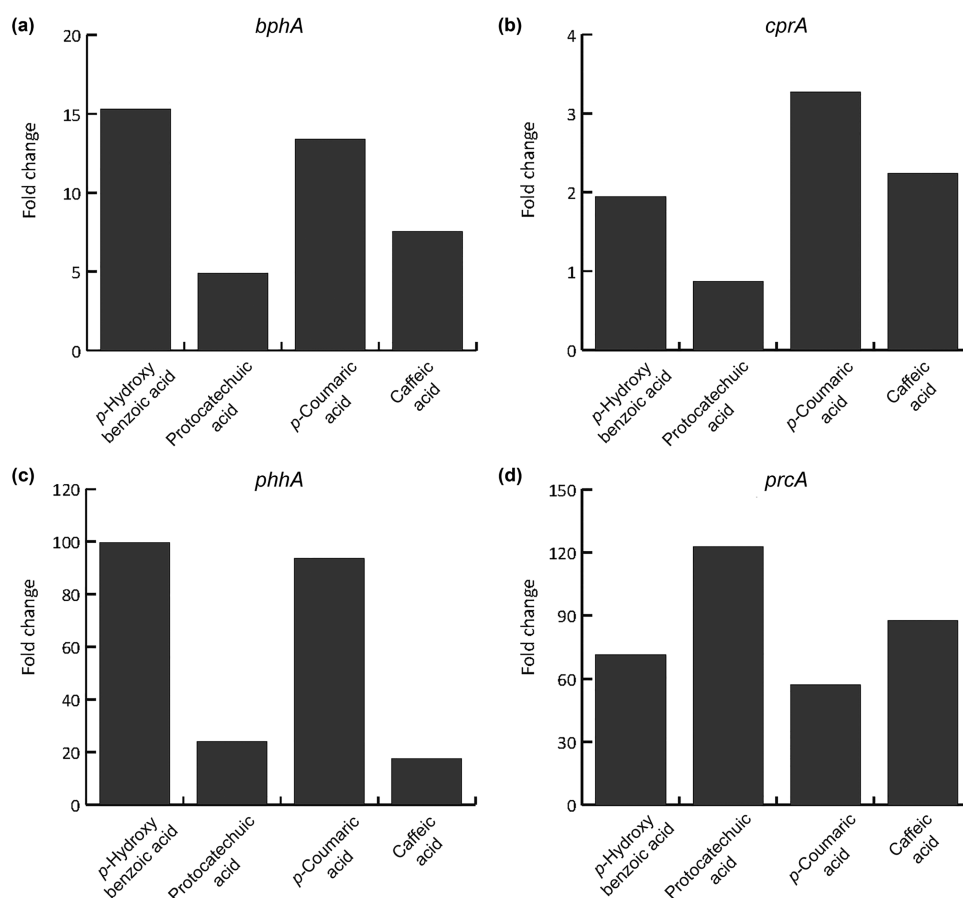 (a)
bphA
Fold change
20
15
10
5
0
p-Hydroxy
benzoic acid
Protocatechuic
acid
p-Coumaric
acid
Caffeic
acid
(b)
cprA
Fold change
4
3
2
1
0
p-Hydroxy
benzoic acid
Protocatechuic
acid
p-Coumaric
acid
Caffeic
acid
(c)
phhA
Fold change
120
100
80
60
40
20
0
p-Hydroxy
benzoic acid
Protocatechuic
acid
p-Coumaric
acid
Caffeic
acid
(d)
prcA
Fold change
150
120
90
60
30
0
p-Hydroxy
benzoic acid
Protocatechuic
acid
p-Coumaric
acid
Caffeic
acid